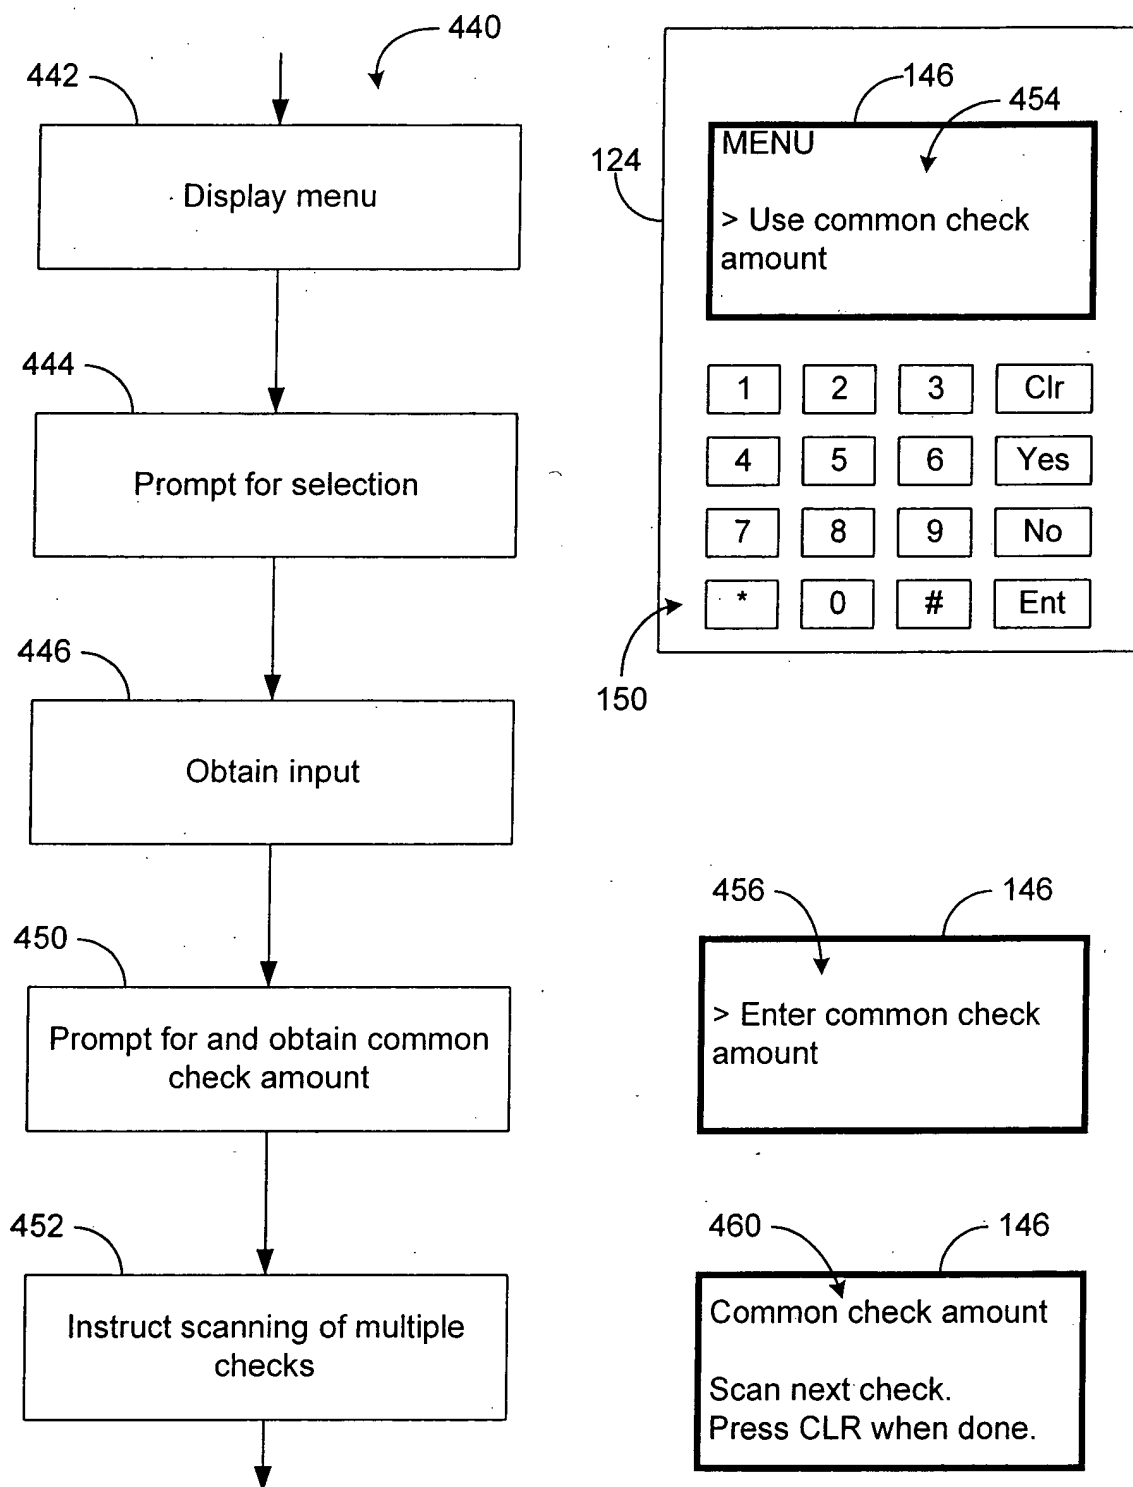 440
442
Display menu
444
Prompt for selection
446
Obtain input
450
Prompt for and obtain common
check amount
452
Instruct scanning of multiple
checks
146
454
124
MENU
> Use common check
amount
1 2 3 Clr
4 5 6 Yes
7 8 9 No
* 0 # Ent
150
456
146
> Enter common check
amount
460
146
Common check amount
Scan next check.
Press CLR when done.